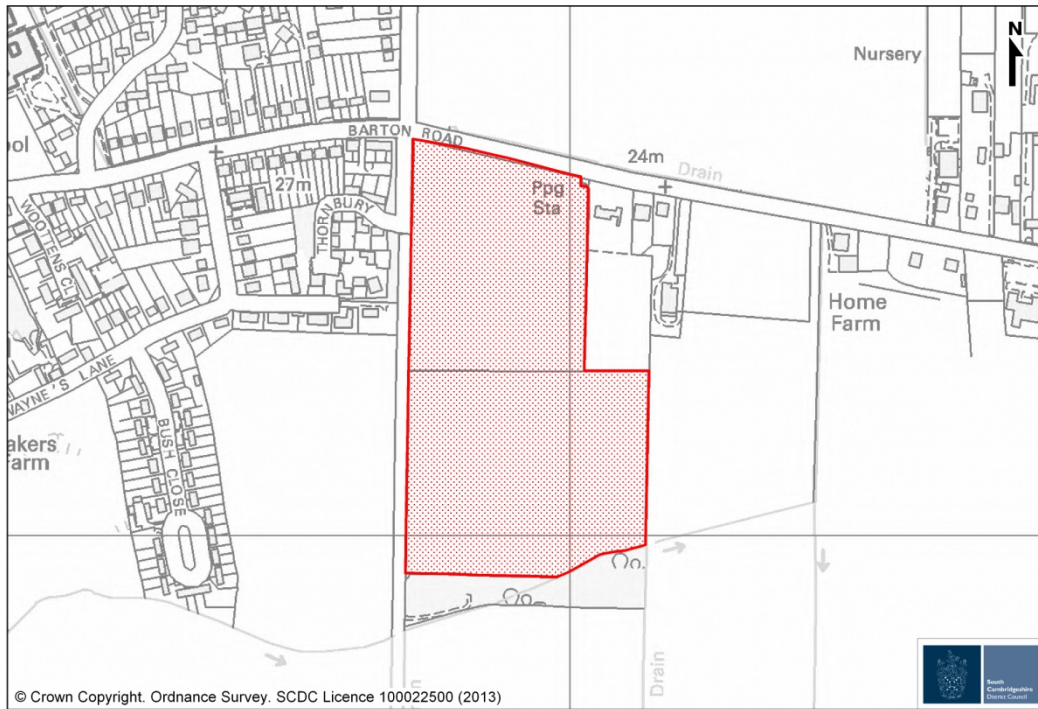 N
Nursery
ool
BARTON ROAD
24m
Drain
27m
THORNBURY
Ppg
Sta
WOOTENS CL
Home
Farm
WAYNE'S LANE
BUSH CLOSE
akers
Farm
Drain
© Crown Copyright. Ordnance Survey. SCDC Licence 100022500 (2013)
South
Cambridgeshire
District Council